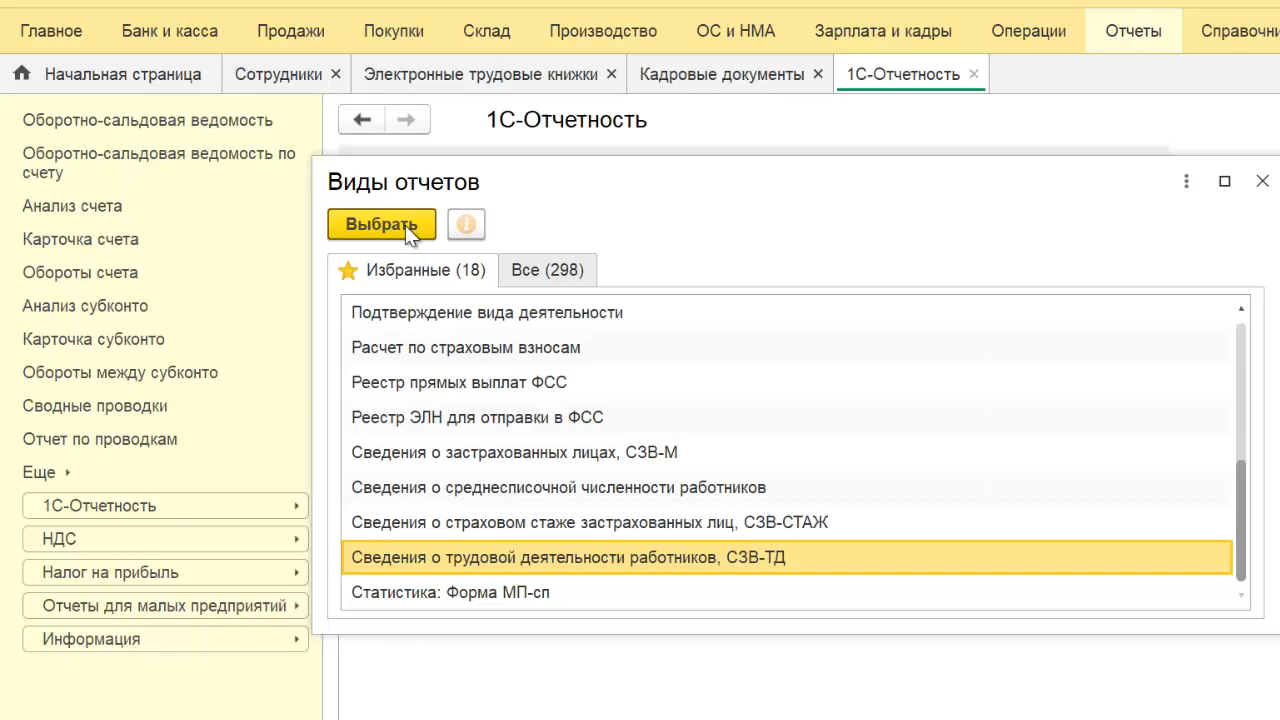 Главное Банк и касса Продажи Покупки Склад Производство ОС и НМА Зарплата и кадры Операции Отчеты Справочни
Начальная страница Сотрудники × Электронные трудовые книжки × Кадровые документы × 1С-Отчетность ×
Оборотно-сальдовая ведомость
Оборотно-сальдовая ведомость по
счету
Анализ счета
Карточка счета
Обороты счета
Анализ субконто
Карточка субконто
Обороты между субконто
Сводные проводки
Отчет по проводкам
Еще
1С-Отчетность
НДС
Налог на прибыль
Отчеты для малых предприятий
Информация
1С-Отчетность
Виды отчетов
Выбрать
Избранные (18) Все (298)
Подтверждение вида деятельности
Расчет по страховым взносам
Реестр прямых выплат ФСС
Реестр ЭЛН для отправки в ФСС
Сведения о застрахованных лицах, СЗВ-М
Сведения о среднесписочной численности работников
Сведения о страховом стаже застрахованных лиц, СЗВ-СТАЖ
Сведения о трудовой деятельности работников, СЗВ-ТД
Статистика: Форма МП-сп